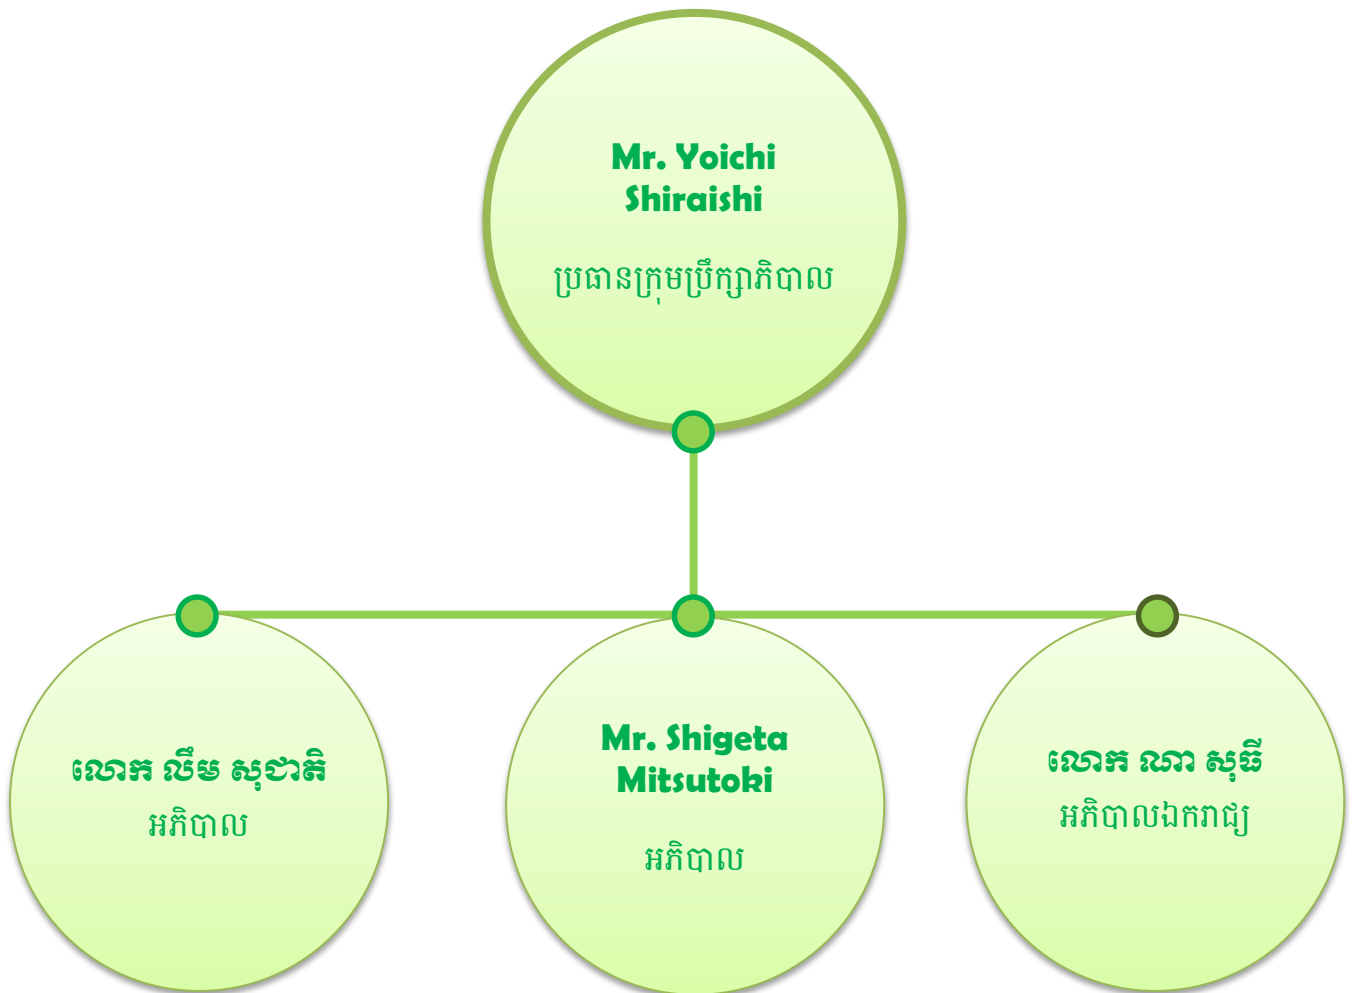 Mr. Yoichi
Shiraishi
ប្រធានក្រុមប្រឹក្សាភិបាល
លោក លឹម សុជាតិ
អភិបាល
Mr. Shigeta
Mitsutoki
អភិបាល
លោក ណា សុធី
អភិបាលឯករាជ្យ